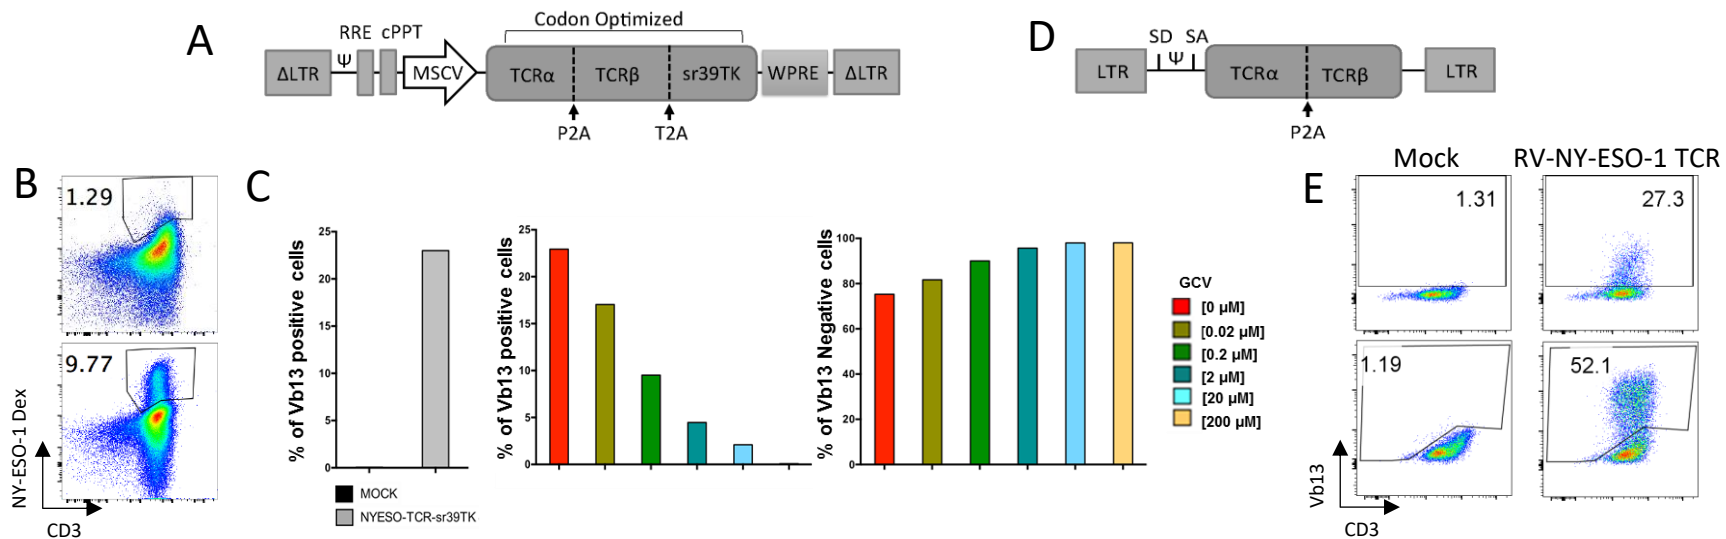 A
Codon Optimized
RRE cPPT
Ψ
ΔLTR
MSCV
TCRα
TCRβ
sr39TK
WPRE
ΔLTR
P2A
T2A
D
SD SA
Ψ
LTR
TCRα
TCRβ
LTR
P2A
B
1.29
9.77
NY-ESO-1 Dex
CD3
C
% of Vb13 positive cells
25
20
15
10
5
0
MOCK
NYESO-TCR-sr39TK
% of Vb13 positive cells
25
20
15
10
5
0
% of Vb13 Negative cells
100
80
60
40
20
0
GCV
[0 µM]
[0.02 µM]
[0.2 µM]
[2 µM]
[20 µM]
[200 µM]
E
Mock
RV-NY-ESO-1 TCR
1.31
27.3
1.19
52.1
Vb13
CD3